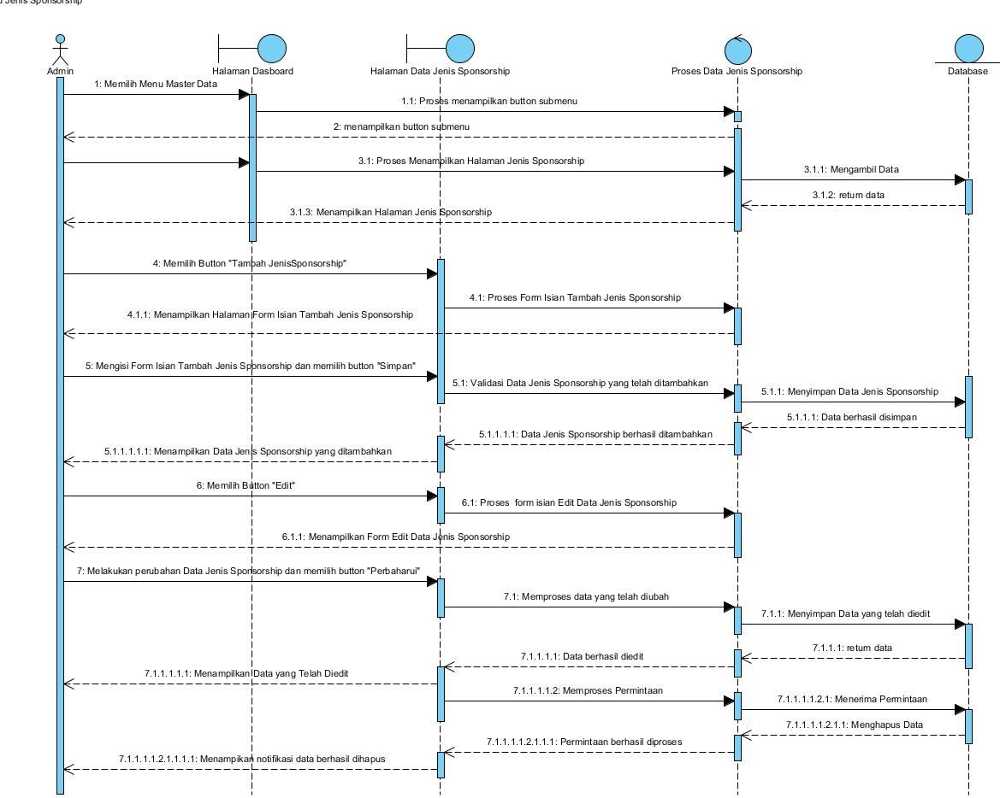 Jenis Sponsorship
Admin
Halaman Dasboard
Halaman Data Jenis Sponsorship
Proses Data Jenis Sponsorship
Database
1: Memilih Menu Master Data
1.1: Proses menampilkan button submenu
2: menampilkan button submenu
3.1: Proses Menampilkan Halaman Jenis Sponsorship
3.1.1: Mengambil Data
3.1.2: return data
3.1.3: Menampilkan Halaman Jenis Sponsorship
4: Memilih Button "Tambah JenisSponsorship"
4.1: Proses Form Isian Tambah Jenis Sponsorship
4.1.1: Menampilkan Halaman Form Isian Tambah Jenis Sponsorship
5: Mengisi Form Isian Tambah Jenis Sponsorship dan memilih button "Simpan"
5.1: Validasi Data Jenis Sponsorship yang telah ditambahkan
5.1.1: Menyimpan Data Jenis Sponsorship
5.1.1.1: Data berhasil disimpan
5.1.1.1.1: Data Jenis Sponsorship berhasil ditambahkan
5.1.1.1.1.1: Menampilkan Data Jenis Sponsorship yang ditambahkan
6: Memilih Button "Edit"
6.1: Proses  form isian Edit Data Jenis Sponsorship
6.1.1: Menampilkan Form Edit Data Jenis Sponsorship
7: Melakukan perubahan Data Jenis Sponsorship dan memilih button "Perbaharui"
7.1: Memproses data yang telah diubah
7.1.1: Menyimpan Data yang telah diedit
7.1.1.1: return data
7.1.1.1.1: Data berhasil diedit
7.1.1.1.1.1: Menampilkan Data yang Telah Diedit
7.1.1.1.1.2: Memproses Permintaan
7.1.1.1.1.2.1: Menerima Permintaan
7.1.1.1.1.2.1.1: Menghapus Data
7.1.1.1.1.2.1.1.1: Permintaan berhasil diproses
7.1.1.1.1.2.1.1.1.1: Menampikan notifikasi data berhasil dihapus